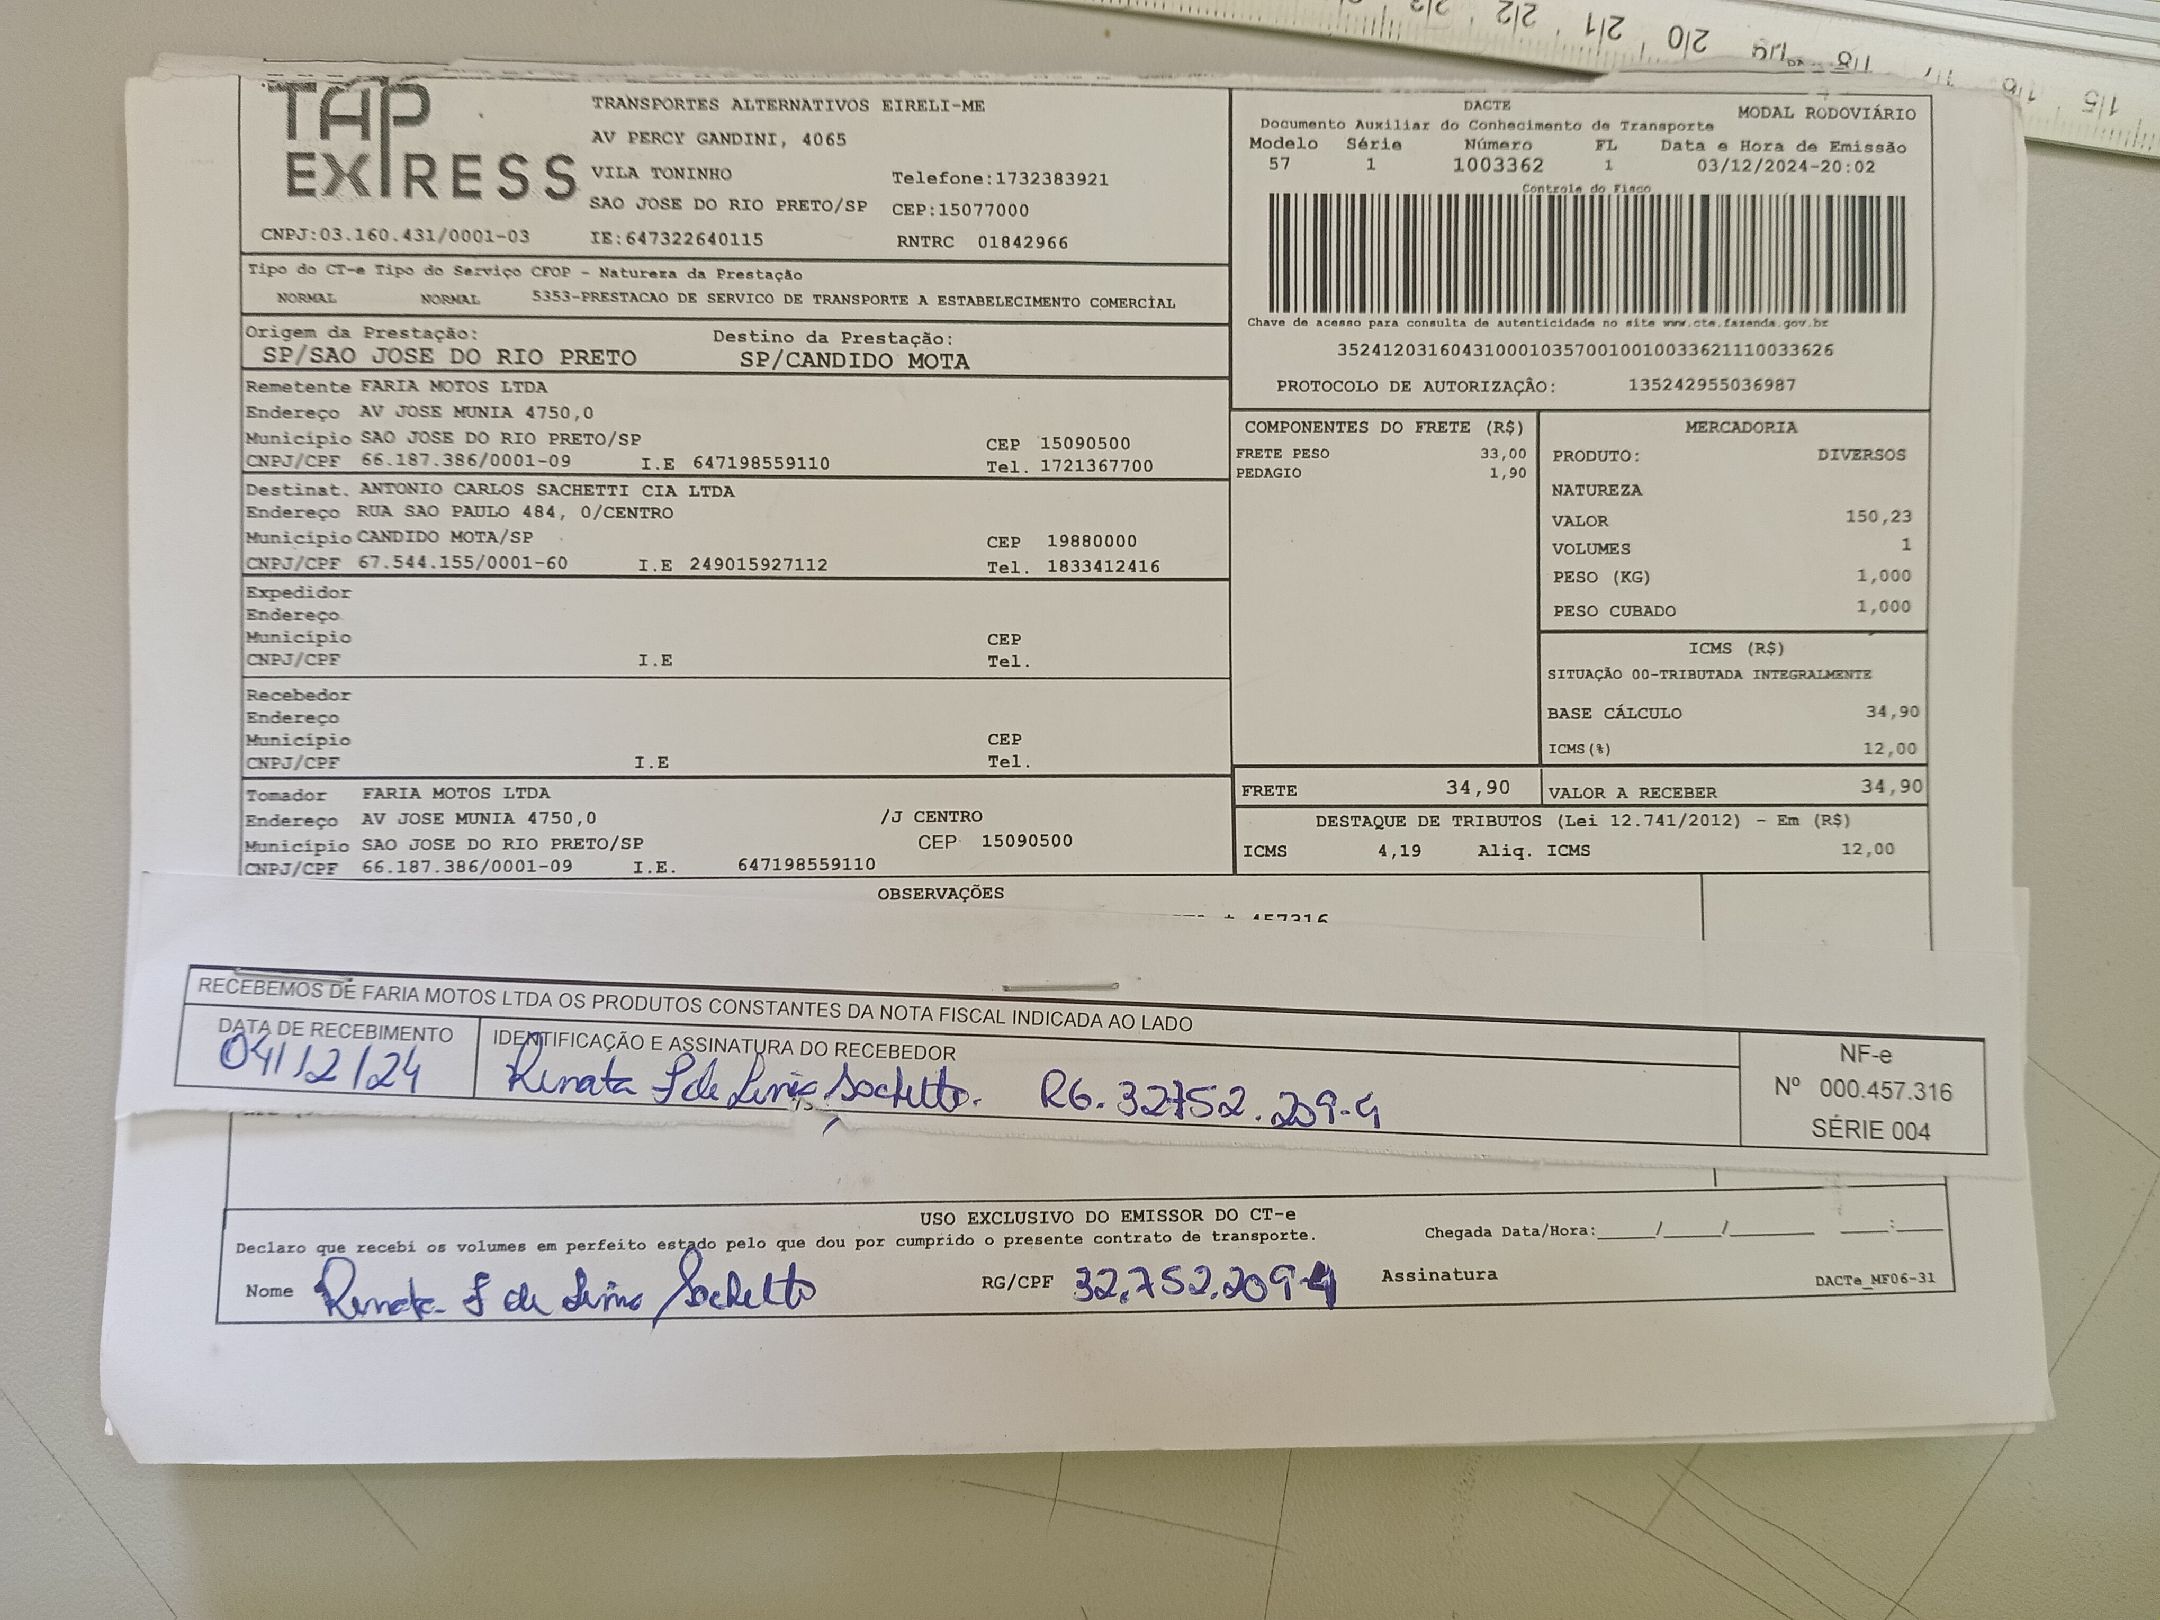 TAP
EXPRESS
TRANSPORTES ALTERNATIVOS EIRELI-ME
AV PERCY GANDINI, 4065
VILA TONINHO Telefone:1732383921
SAO JOSE DO RIO PRETO/SP CEP:15077000
CNPJ:03.160.431/0001-03 IE:647322640115 RNTRC 01842966
DACTE MODAL RODOVIÁRIO
Documento Auxiliar do Conhecimento de Transporte
Modelo Série Número FL Data e Hora de Emissão
57 1 1003362 1 03/12/2024-20:02
Controle do Fisco
Chave de acesso para consulta de autenticidade no site www.cte.fazenda.gov.br
35241203160431000103570010010033621110033626
PROTOCOLO DE AUTORIZAÇÃO: 135242955036987
Tipo do CT-e Tipo do Serviço CFOP - Natureza da Prestação
NORMAL NORMAL 5353-PRESTACAO DE SERVICO DE TRANSPORTE A ESTABELECIMENTO COMERCIAL
Origem da Prestação: Destino da Prestação:
SP/SAO JOSE DO RIO PRETO SP/CANDIDO MOTA
Remetente FARIA MOTOS LTDA
Endereço AV JOSE MUNIA 4750,0
Município SAO JOSE DO RIO PRETO/SP CEP 15090500
CNPJ/CPF 66.187.386/0001-09 I.E 647198559110 Tel. 1721367700
Destinat. ANTONIO CARLOS SACHETTI CIA LTDA
Endereço RUA SAO PAULO 484, 0/CENTRO
Município CANDIDO MOTA/SP CEP 19880000
CNPJ/CPF 67.544.155/0001-60 I.E 249015927112 Tel. 1833412416
Expedidor
Endereço
Município CEP
CNPJ/CPF I.E Tel.
Recebedor
Endereço
Município CEP
CNPJ/CPF I.E Tel.
Tomador FARIA MOTOS LTDA
Endereço AV JOSE MUNIA 4750,0 /J CENTRO
Município SAO JOSE DO RIO PRETO/SP CEP 15090500
CNPJ/CPF 66.187.386/0001-09 I.E. 647198559110
COMPONENTES DO FRETE (R$)
FRETE PESO 33,00
PEDAGIO 1,90
MERCADORIA
PRODUTO: DIVERSOS
NATUREZA
VALOR 150,23
VOLUMES 1
PESO (KG) 1,000
PESO CUBADO 1,000
ICMS (R$)
SITUAÇÃO 00-TRIBUTADA INTEGRALMENTE
BASE CÁLCULO 34,90
ICMS(%) 12,00
FRETE 34,90 VALOR A RECEBER 34,90
DESTAQUE DE TRIBUTOS (Lei 12.741/2012) - Em (R$)
ICMS 4,19 Aliq. ICMS 12,00
OBSERVAÇÕES
457316
RECEBEMOS DE FARIA MOTOS LTDA OS PRODUTOS CONSTANTES DA NOTA FISCAL INDICADA AO LADO
DATA DE RECEBIMENTO IDENTIFICAÇÃO E ASSINATURA DO RECEBEDOR
04/12/24 Renata de Lima RG. 32752.209-4
NF-e
Nº 000.457.316
SÉRIE 004
USO EXCLUSIVO DO EMISSOR DO CT-e
Declaro que recebi os volumes em perfeito estado pelo que dou por cumprido o presente contrato de transporte. Chegada Data/Hora:____/____/______ ___:___
Nome Renata de Lima RG/CPF 32.752.209-4 Assinatura DACTe_MF06-31